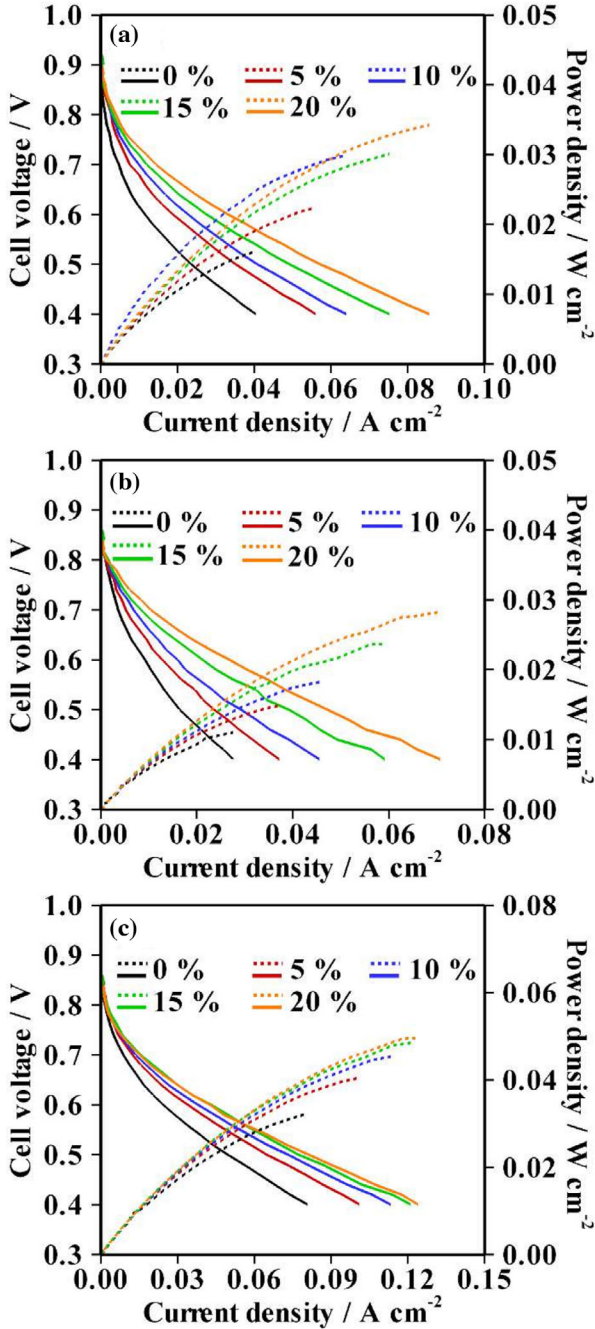 (a)
0 % 5 % 10 %
15 % 20 %
1.0
0.9
0.8
0.7
0.6
0.5
0.4
0.3
Cell voltage / V
0.05
0.04
0.03
0.02
0.01
0.00
Power density / W cm-2
0.00 0.02 0.04 0.06 0.08 0.10
Current density / A cm-2
(b)
0 % 5 % 10 %
15 % 20 %
1.0
0.9
0.8
0.7
0.6
0.5
0.4
0.3
Cell voltage / V
0.05
0.04
0.03
0.02
0.01
0.00
Power density / W cm-2
0.00 0.02 0.04 0.06 0.08
Current density / A cm-2
(c)
0 % 5 % 10 %
15 % 20 %
1.0
0.9
0.8
0.7
0.6
0.5
0.4
0.3
Cell voltage / V
0.08
0.06
0.04
0.02
0.00
Power density / W cm-2
0.00 0.03 0.06 0.09 0.12 0.15
Current density / A cm-2